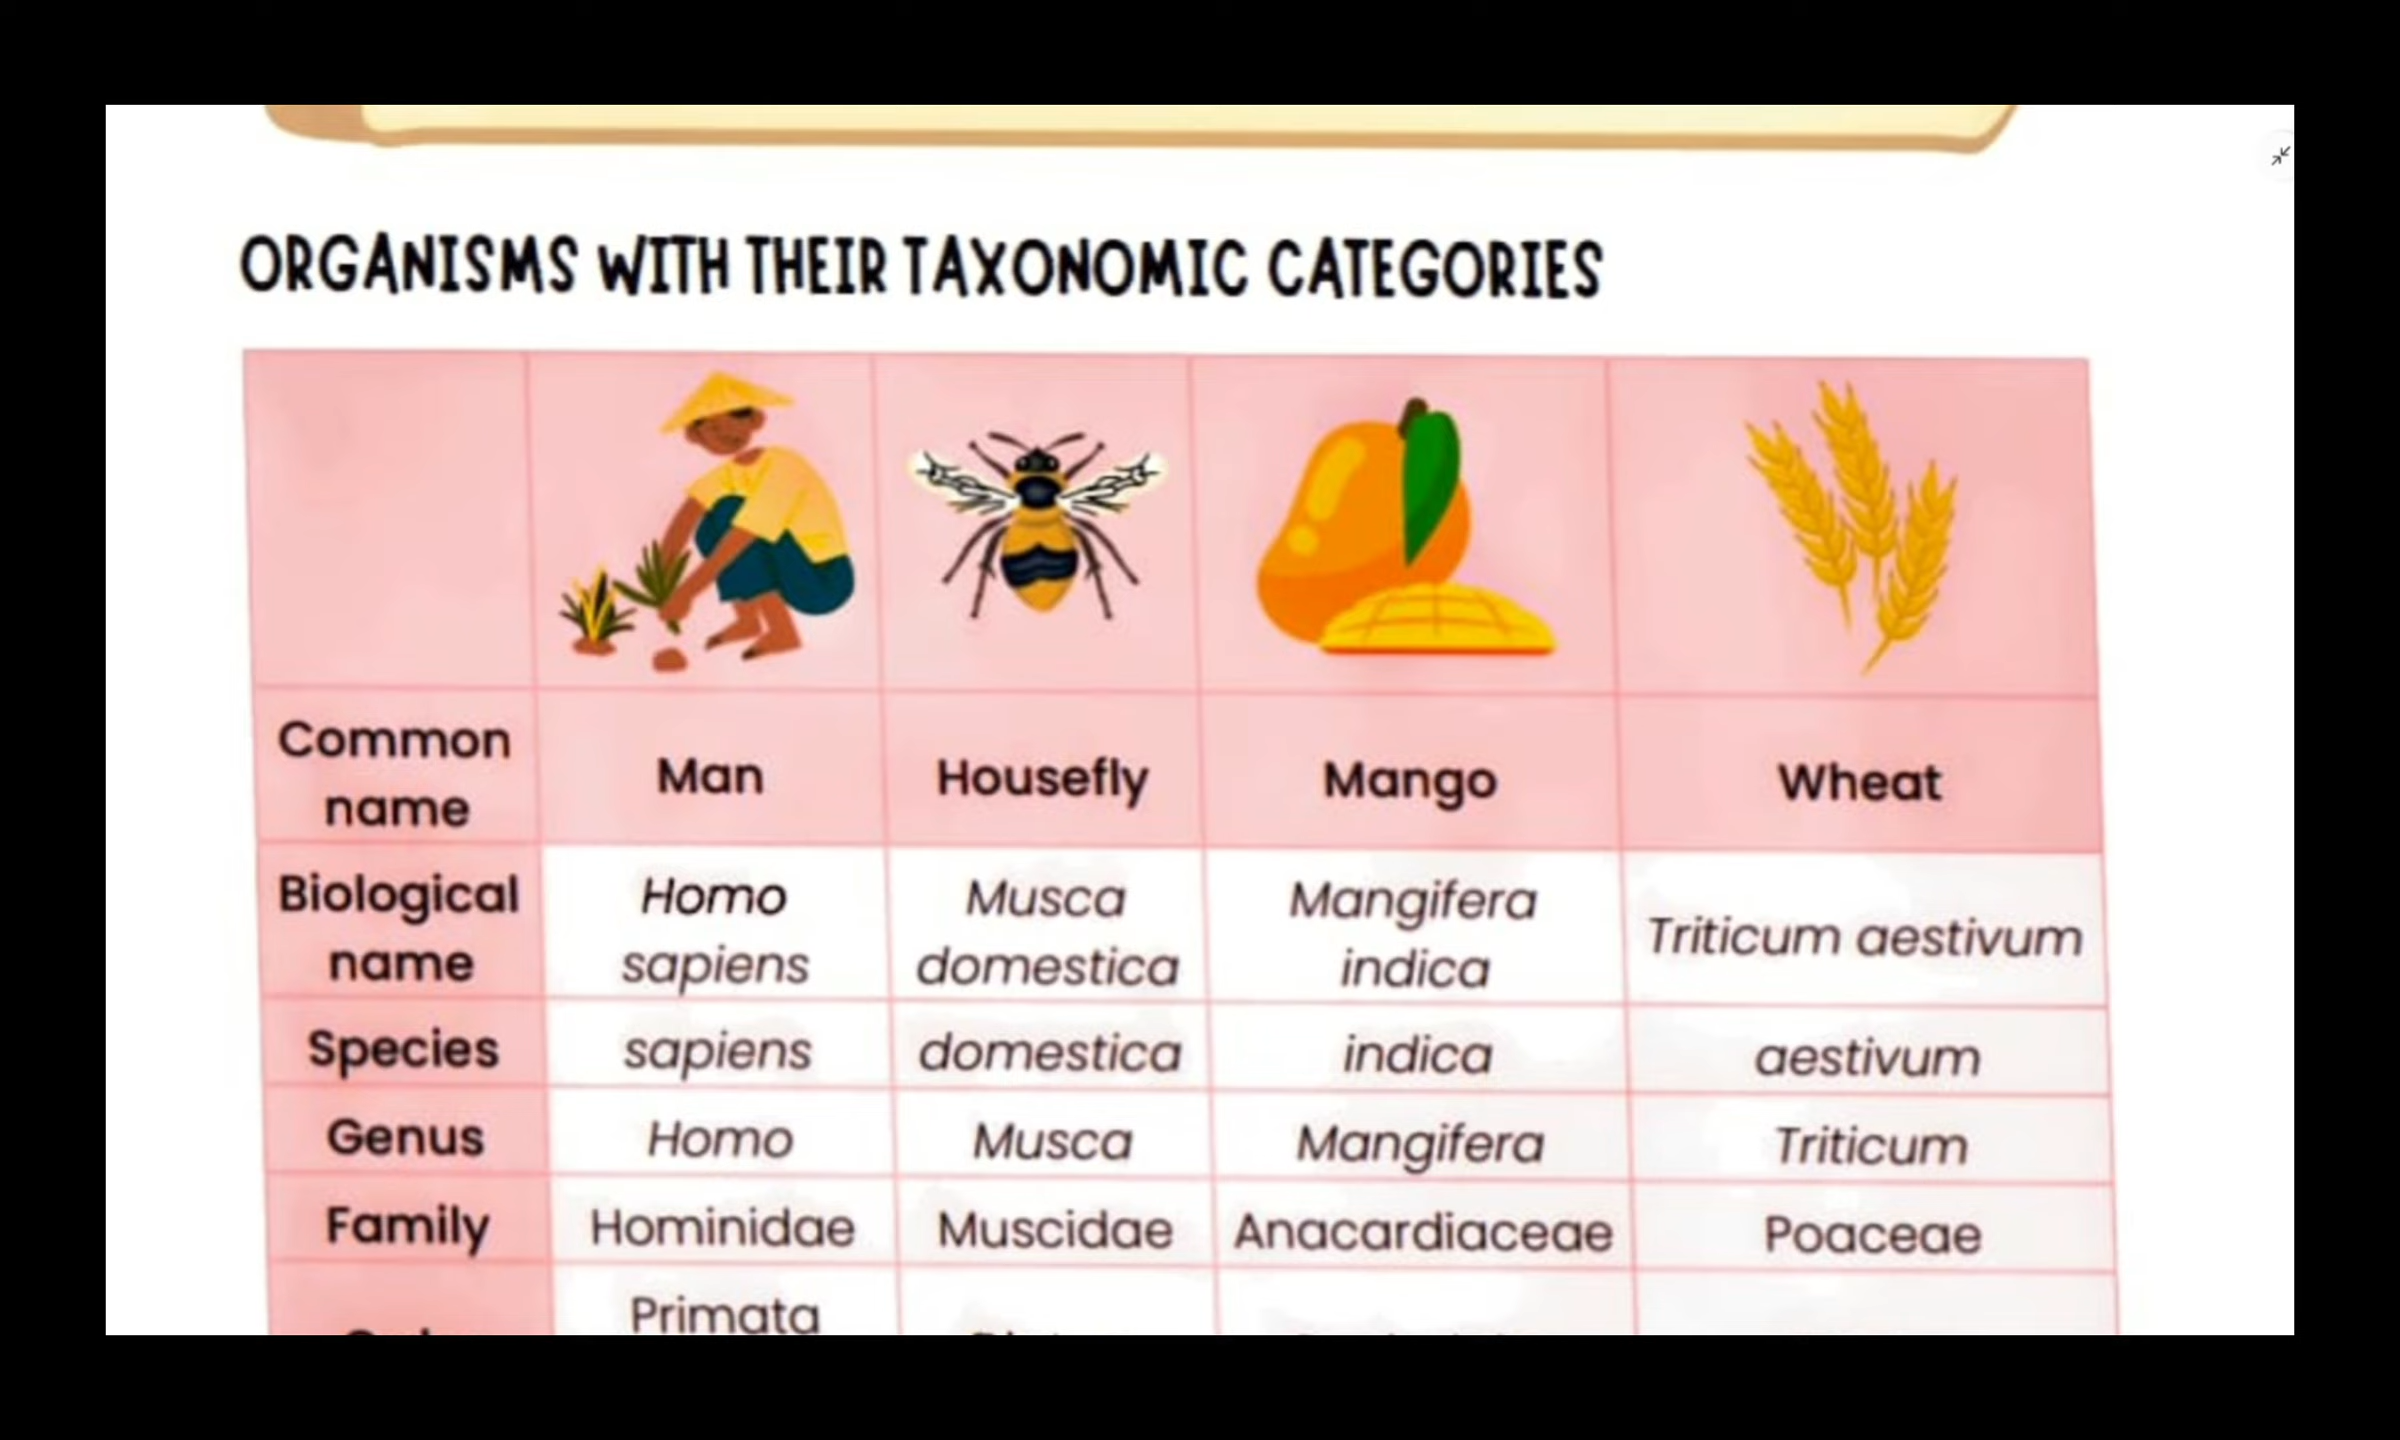 ORGANISMS WITH THEIR TAXONOMIC CATEGORIES
Common name Man Housefly Mango Wheat
Biological name Homo sapiens Musca domestica Mangifera indica Triticum aestivum
Species sapiens domestica indica aestivum
Genus Homo Musca Mangifera Triticum
Family Hominidae Muscidae Anacardiaceae Poaceae
Primata